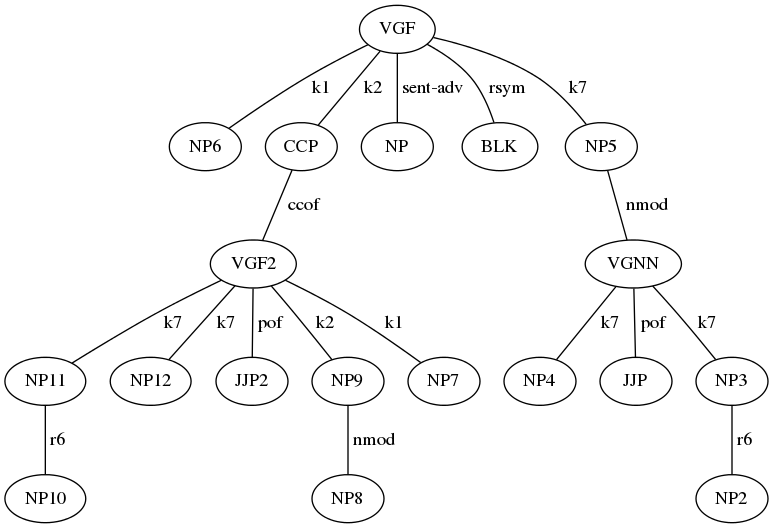 VGF
k1 k2 sent-adv rsym k7
NP6 CCP NP BLK NP5
ccof nmod
VGF2 VGNN
k7 k7 pof k2 k1 k7 pof k7
NP11 NP12 JJP2 NP9 NP7 NP4 JJP NP3
r6 nmod r6
NP10 NP8 NP2